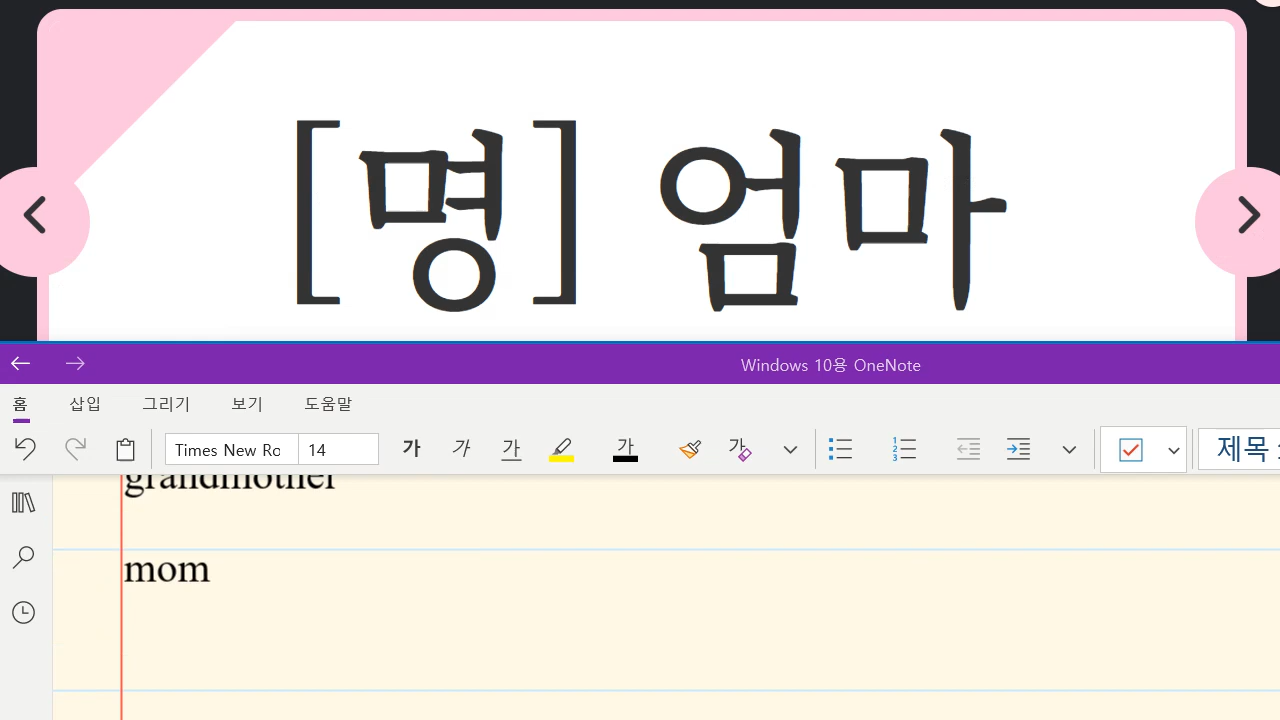 [명] 엄마
Windows 10용 OneNote
홈 삽입 그리기 보기 도움말
Times New Ro 14 가 가 가 가 가 제목
grandmother
mom